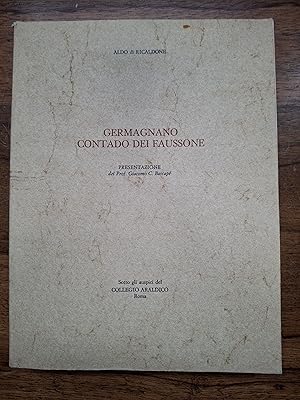 ALDO di RICALDONE
GERMAGNANO
CONTADO DEI FAUSSONE
PRESENTAZIONE
del Prof. Giacomo C. Bascapè
Sotto gli auspici del
COLLEGIO ARALDICO
Roma